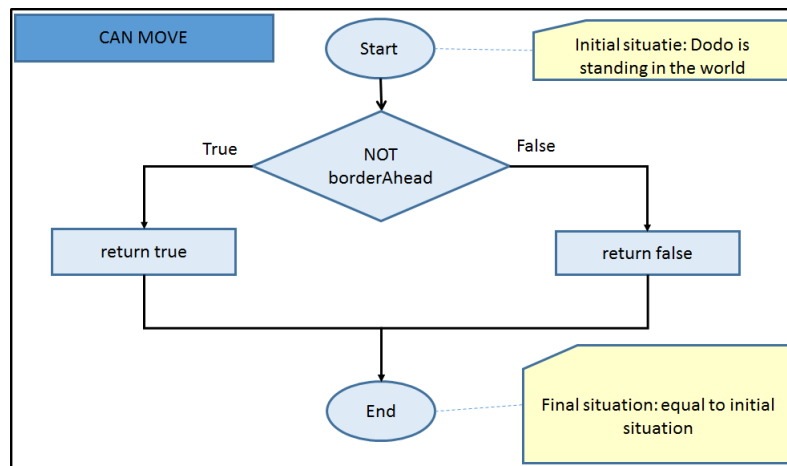 CAN MOVE
Start
Initial situatie: Dodo is
standing in the world
True
NOT
borderAhead
False
return true
return false
End
Final situation: equal to initial
situation